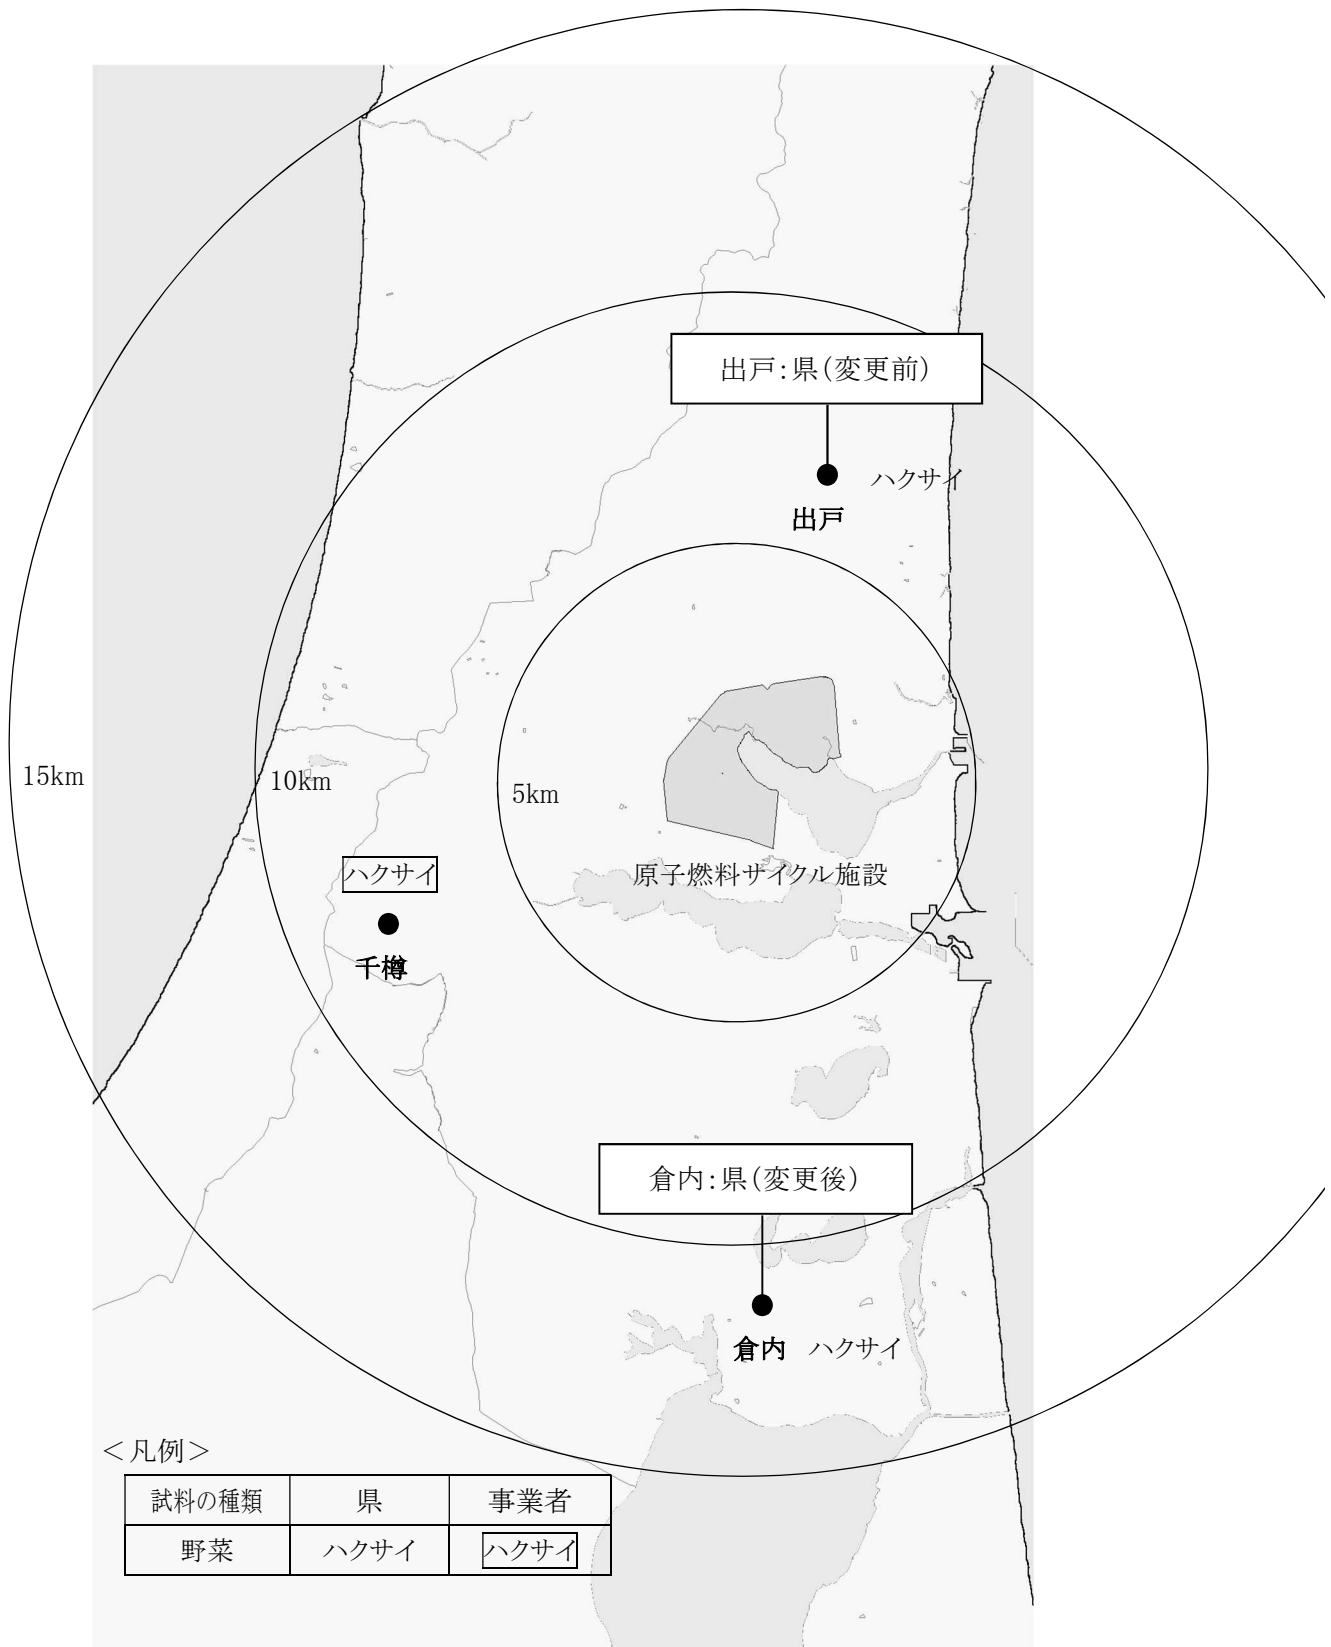 出戸:県(変更前)
ハクサイ
出戸
15km
10km
5km
ハクサイ
原子燃料サイクル施設
千樽
倉内:県(変更後)
倉内 ハクサイ
<凡例>
試料の種類 県 事業者
野菜 ハクサイ ハクサイ